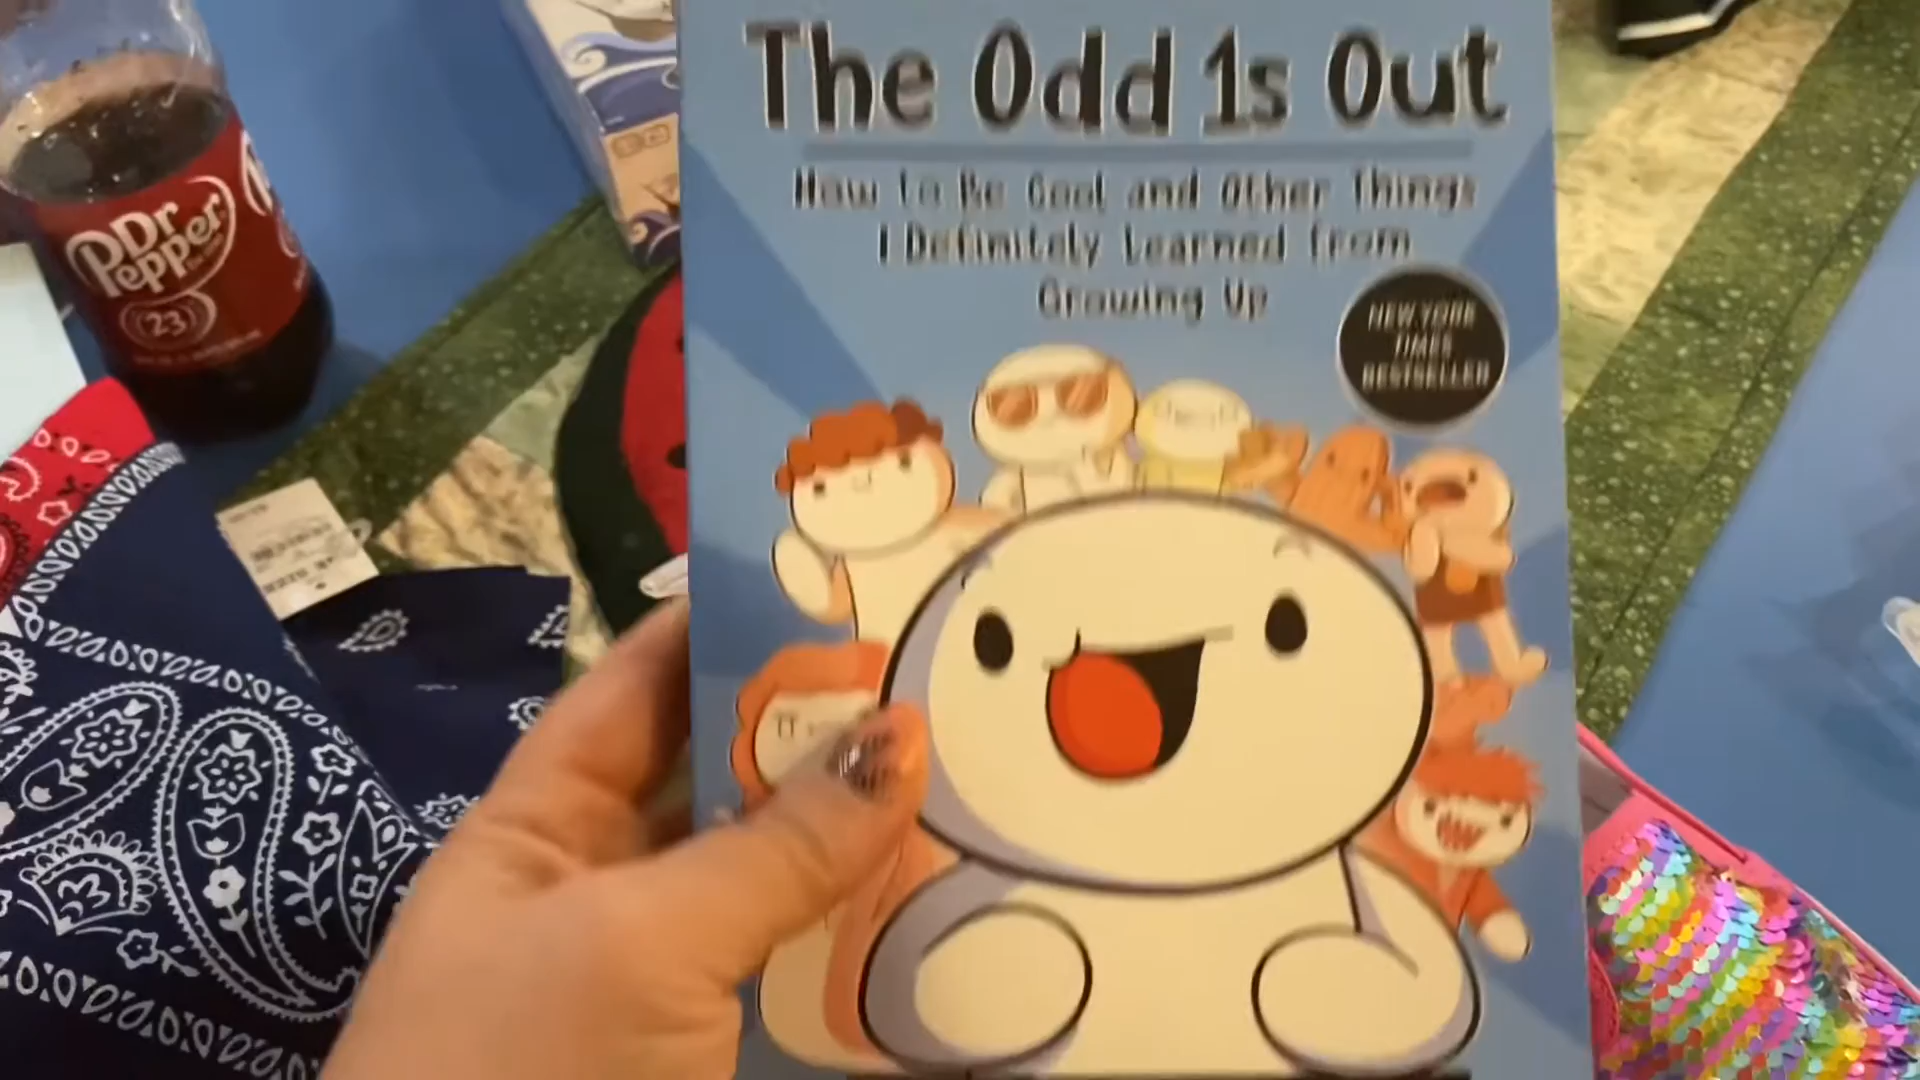 The Odd 1s Out
How to Be Cool and Other Things
I Definitely Learned from
Growing Up
NEW YORK
TIMES
BESTSELLER
Dr
Pepper
23